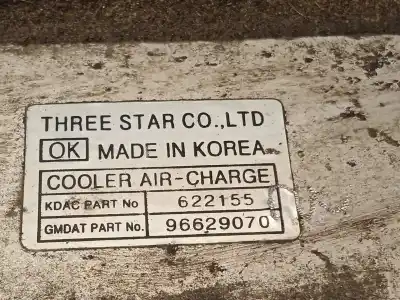 THREE STAR CO.,LTD
OK MADE IN KOREA
COOLER AIR-CHARGE
KDAC PART No 622155
GMDAT PART No. 96629070